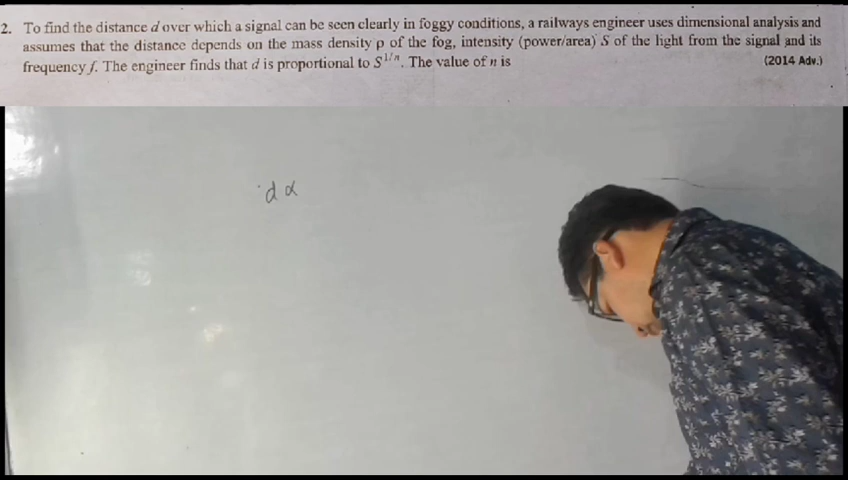 2. To find the distance d over which a signal can be seen clearly in foggy conditions, a railways engineer uses dimensional analysis and
assumes that the distance depends on the mass density ρ of the fog, intensity (power/area) S of the light from the signal and its
frequency f. The engineer finds that d is proportional to S^{1/n}. The value of n is (2014 Adv.)
d ∝